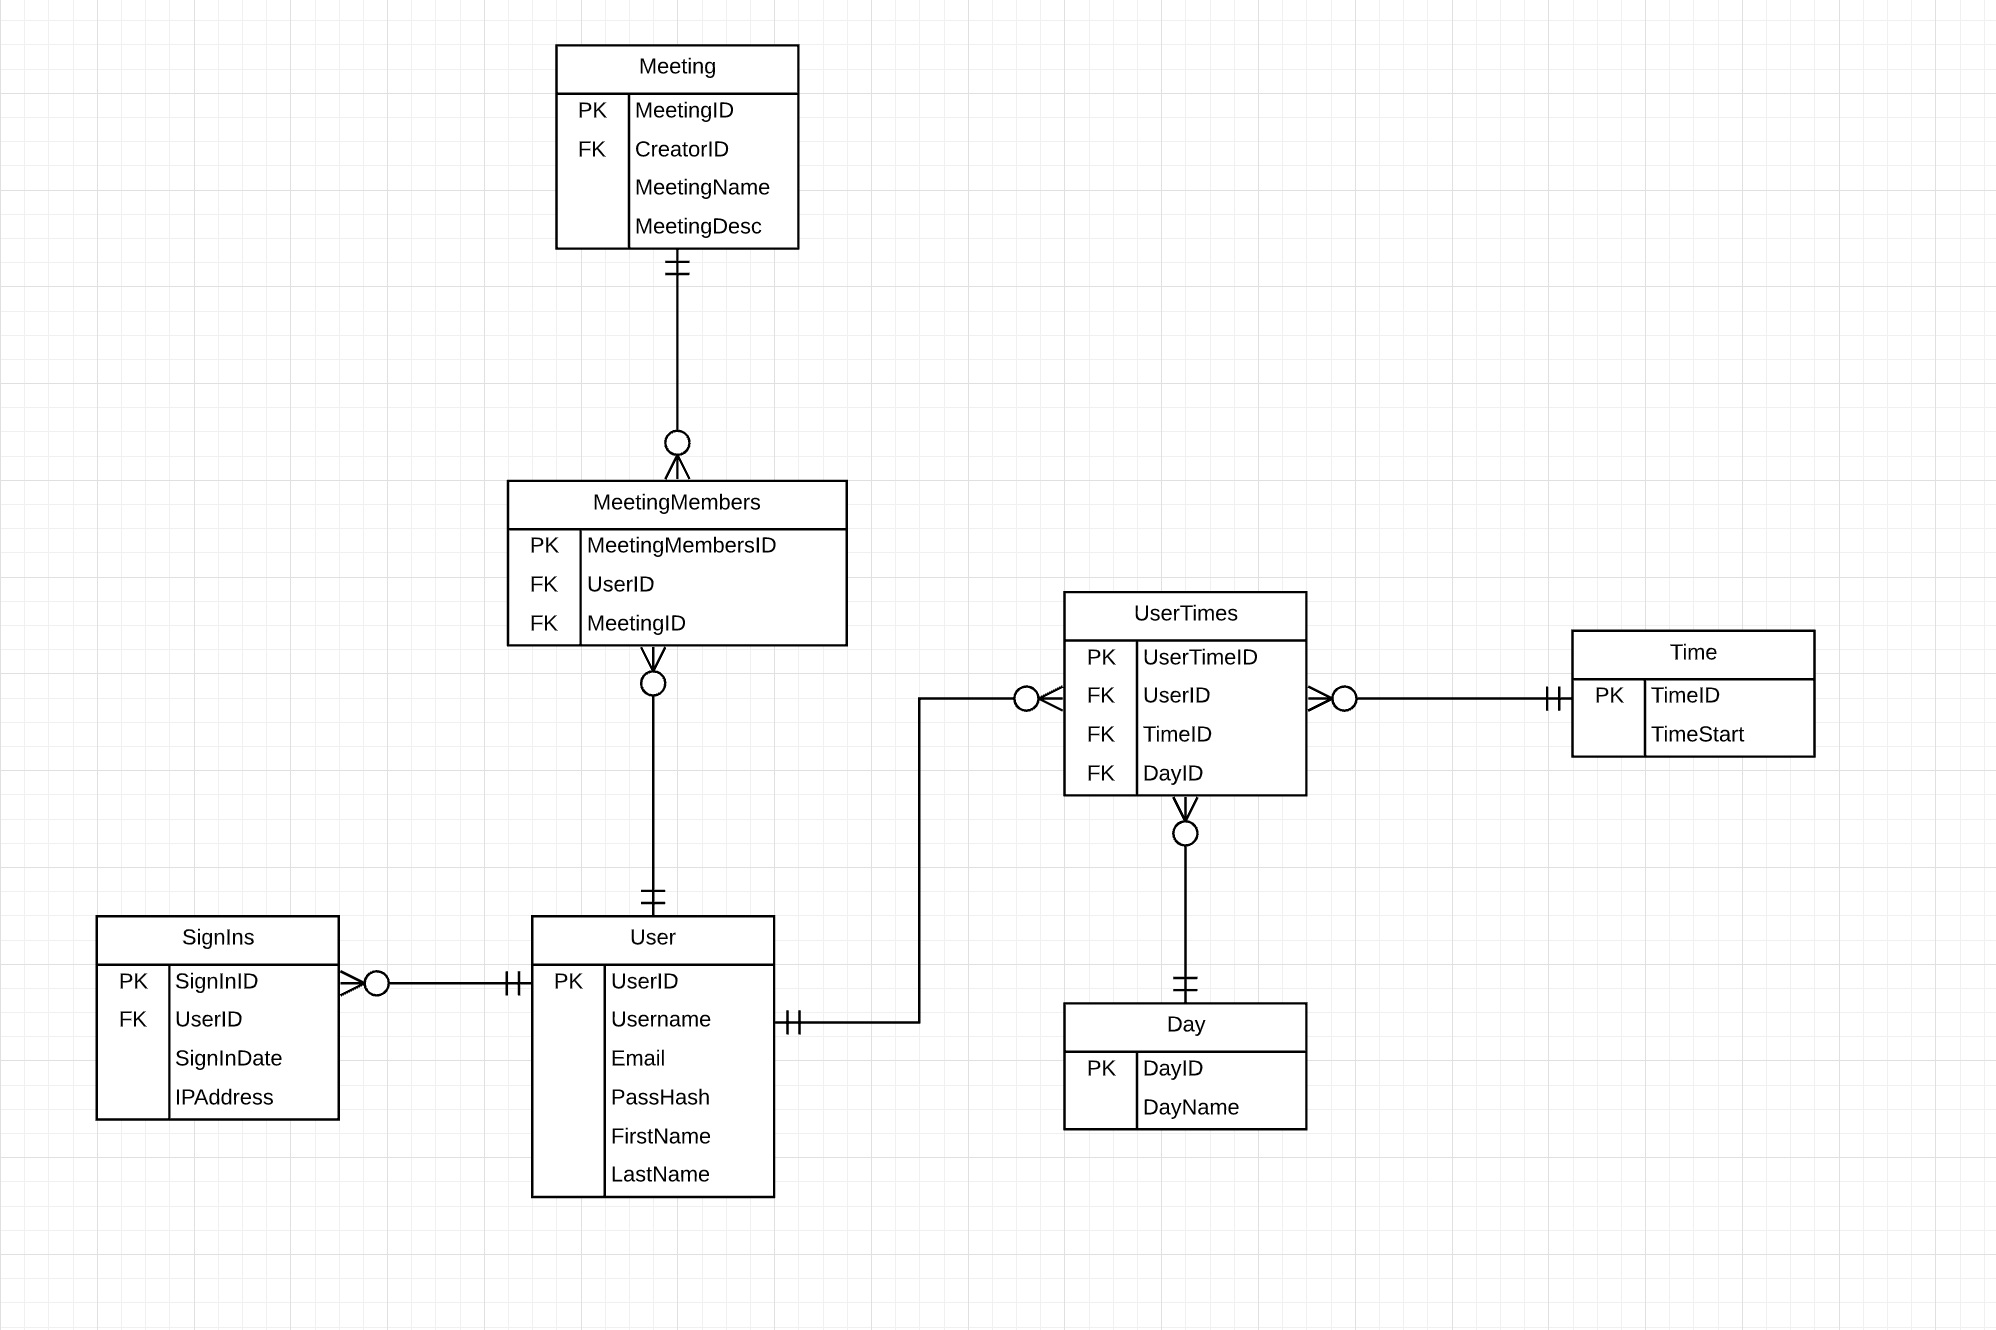 Meeting
PK MeetingID
FK CreatorID
MeetingName
MeetingDesc
MeetingMembers
PK MeetingMembersID
FK UserID
FK MeetingID
UserTimes
PK UserTimeID
FK UserID
FK TimeID
FK DayID
Time
PK TimeID
TimeStart
SignIns
PK SignInID
FK UserID
SignInDate
IPAddress
User
PK UserID
Username
Email
PassHash
FirstName
LastName
Day
PK DayID
DayName